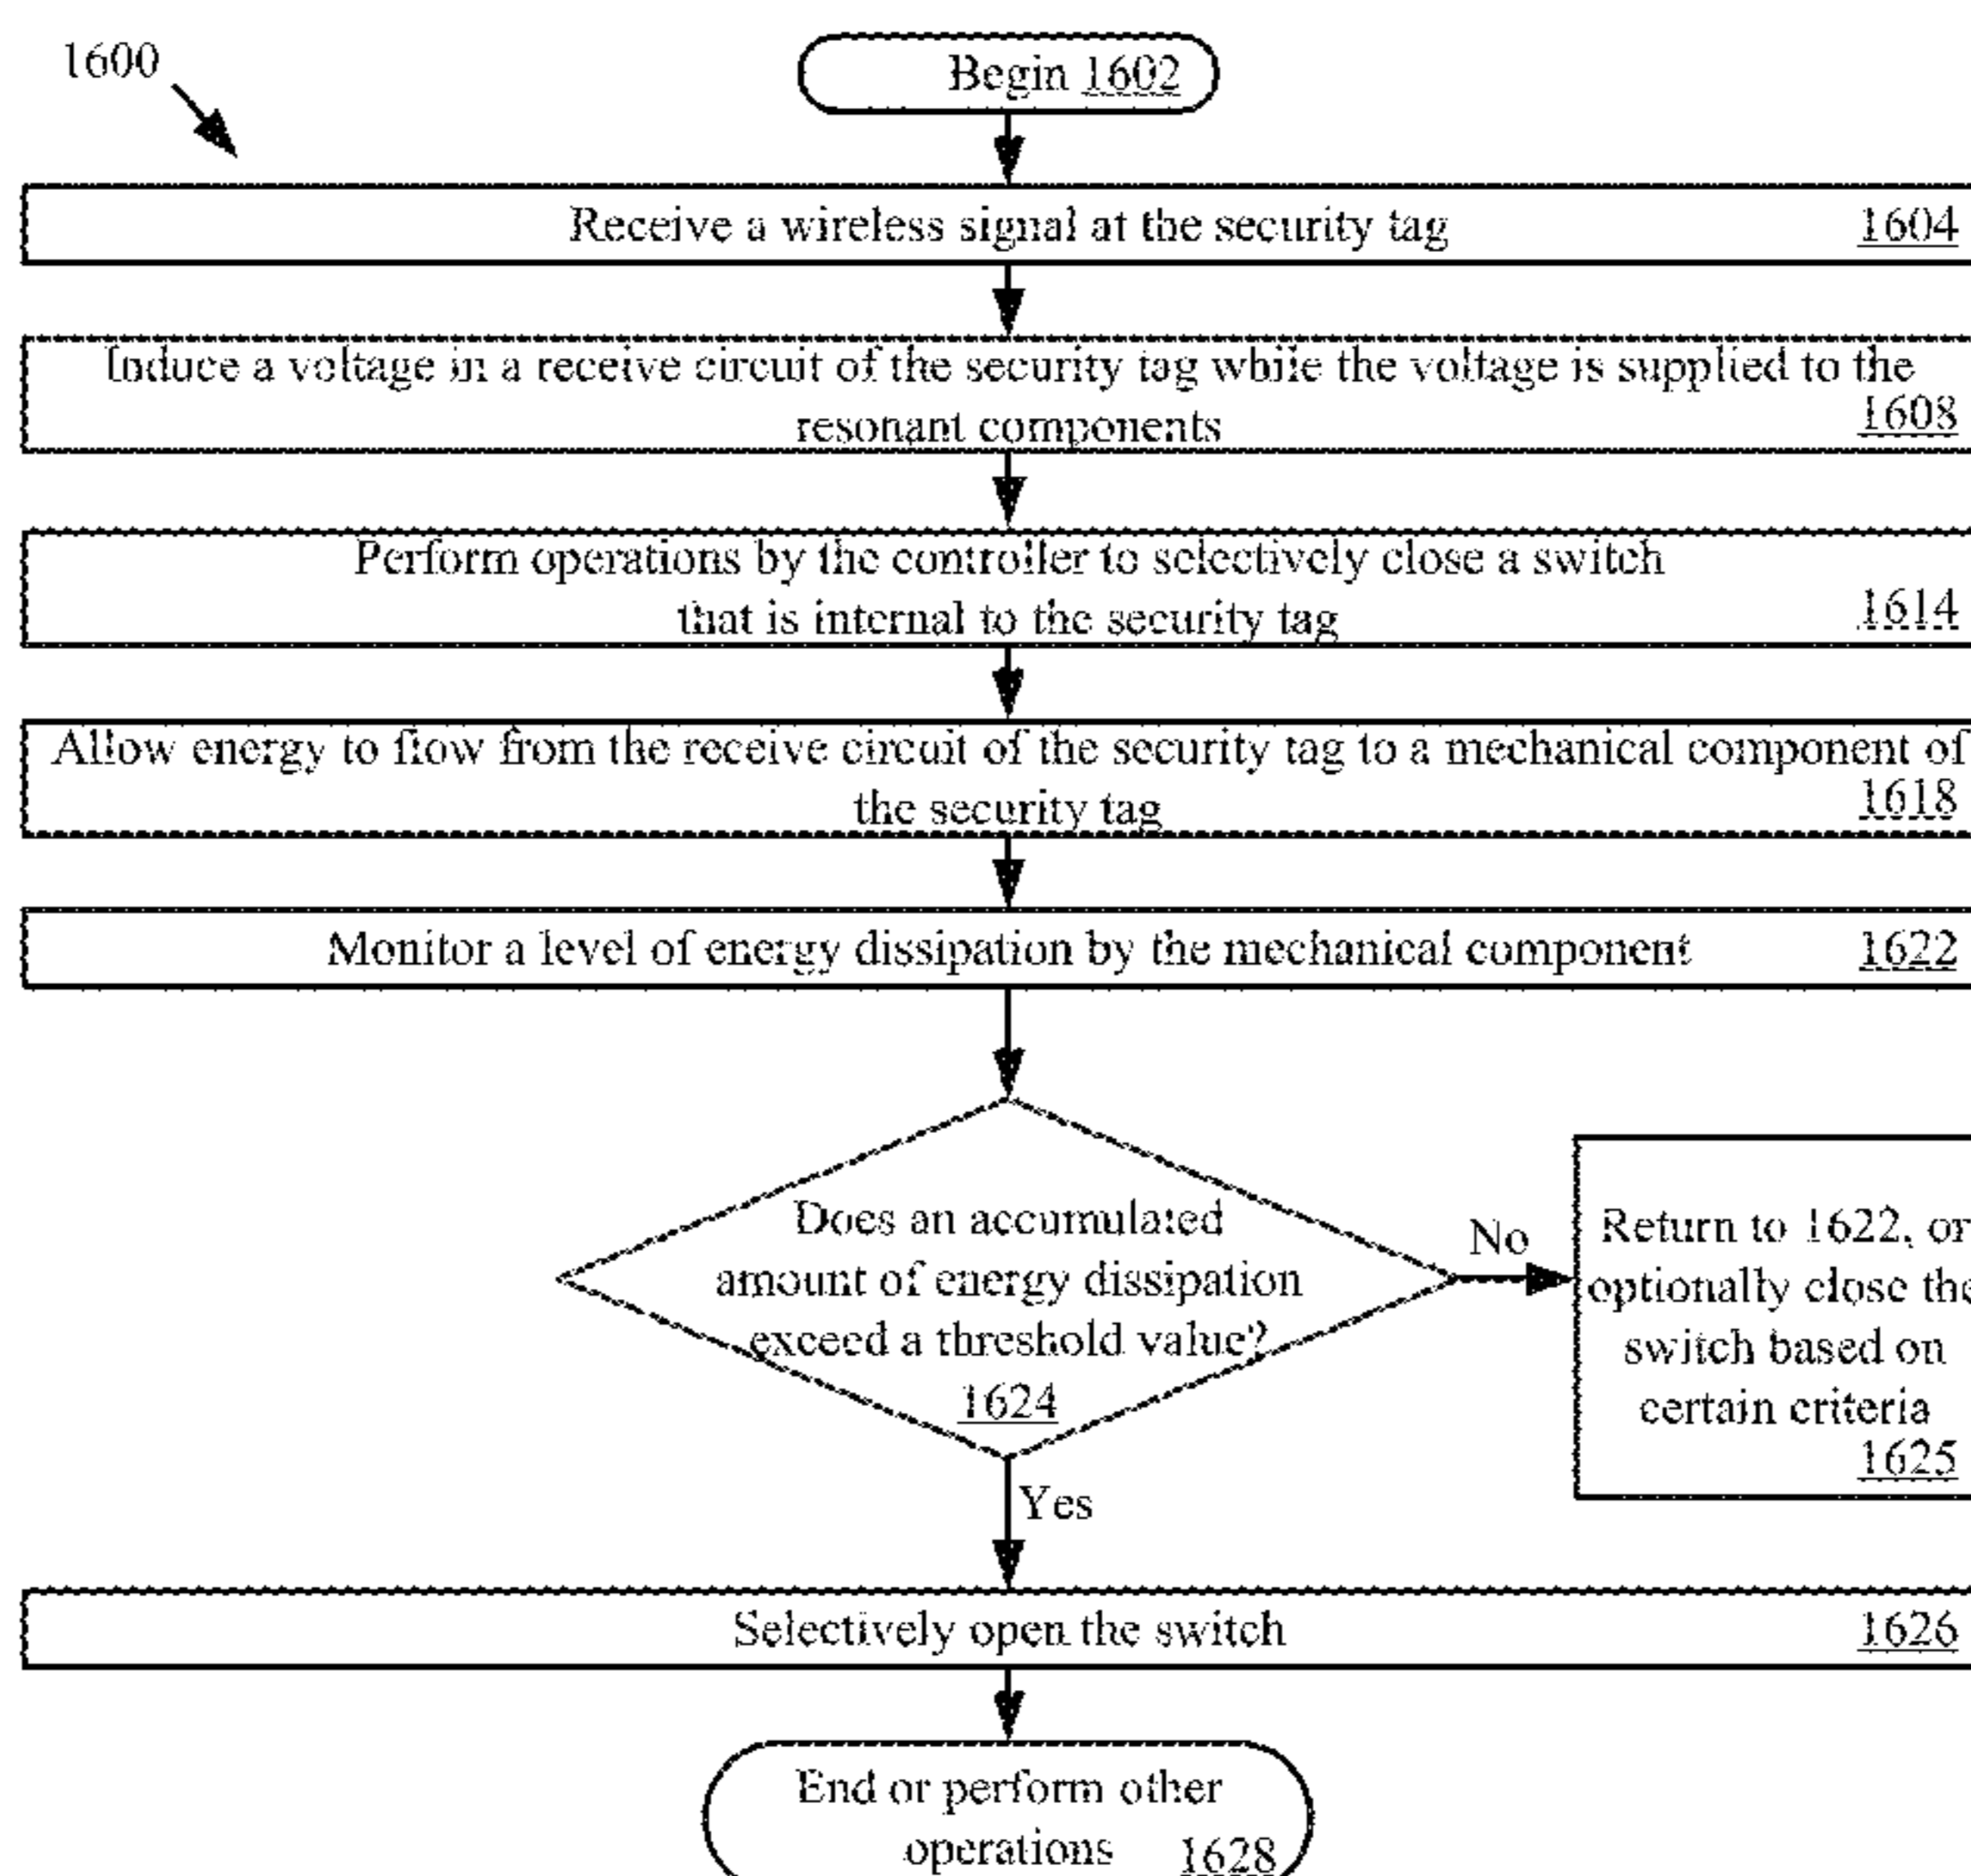 1600
Begin 1602
Receive a wireless signal at the security tag 1604
Induce a voltage in a receive circuit of the security tag while the voltage is supplied to the
resonant components 1608
Perform operations by the controller to selectively close a switch
that is internal to the security tag 1614
Allow energy to flow from the receive circuit of the security tag to a mechanical component of
the security tag 1618
Monitor a level of energy dissipation by the mechanical component 1622
Does an accumulated
amount of energy dissipation
exceed a threshold value?
1624
No
Return to 1622, or
optionally close the
switch based on
certain criteria
1625
Yes
Selectively open the switch 1626
End or perform other
operations 1628